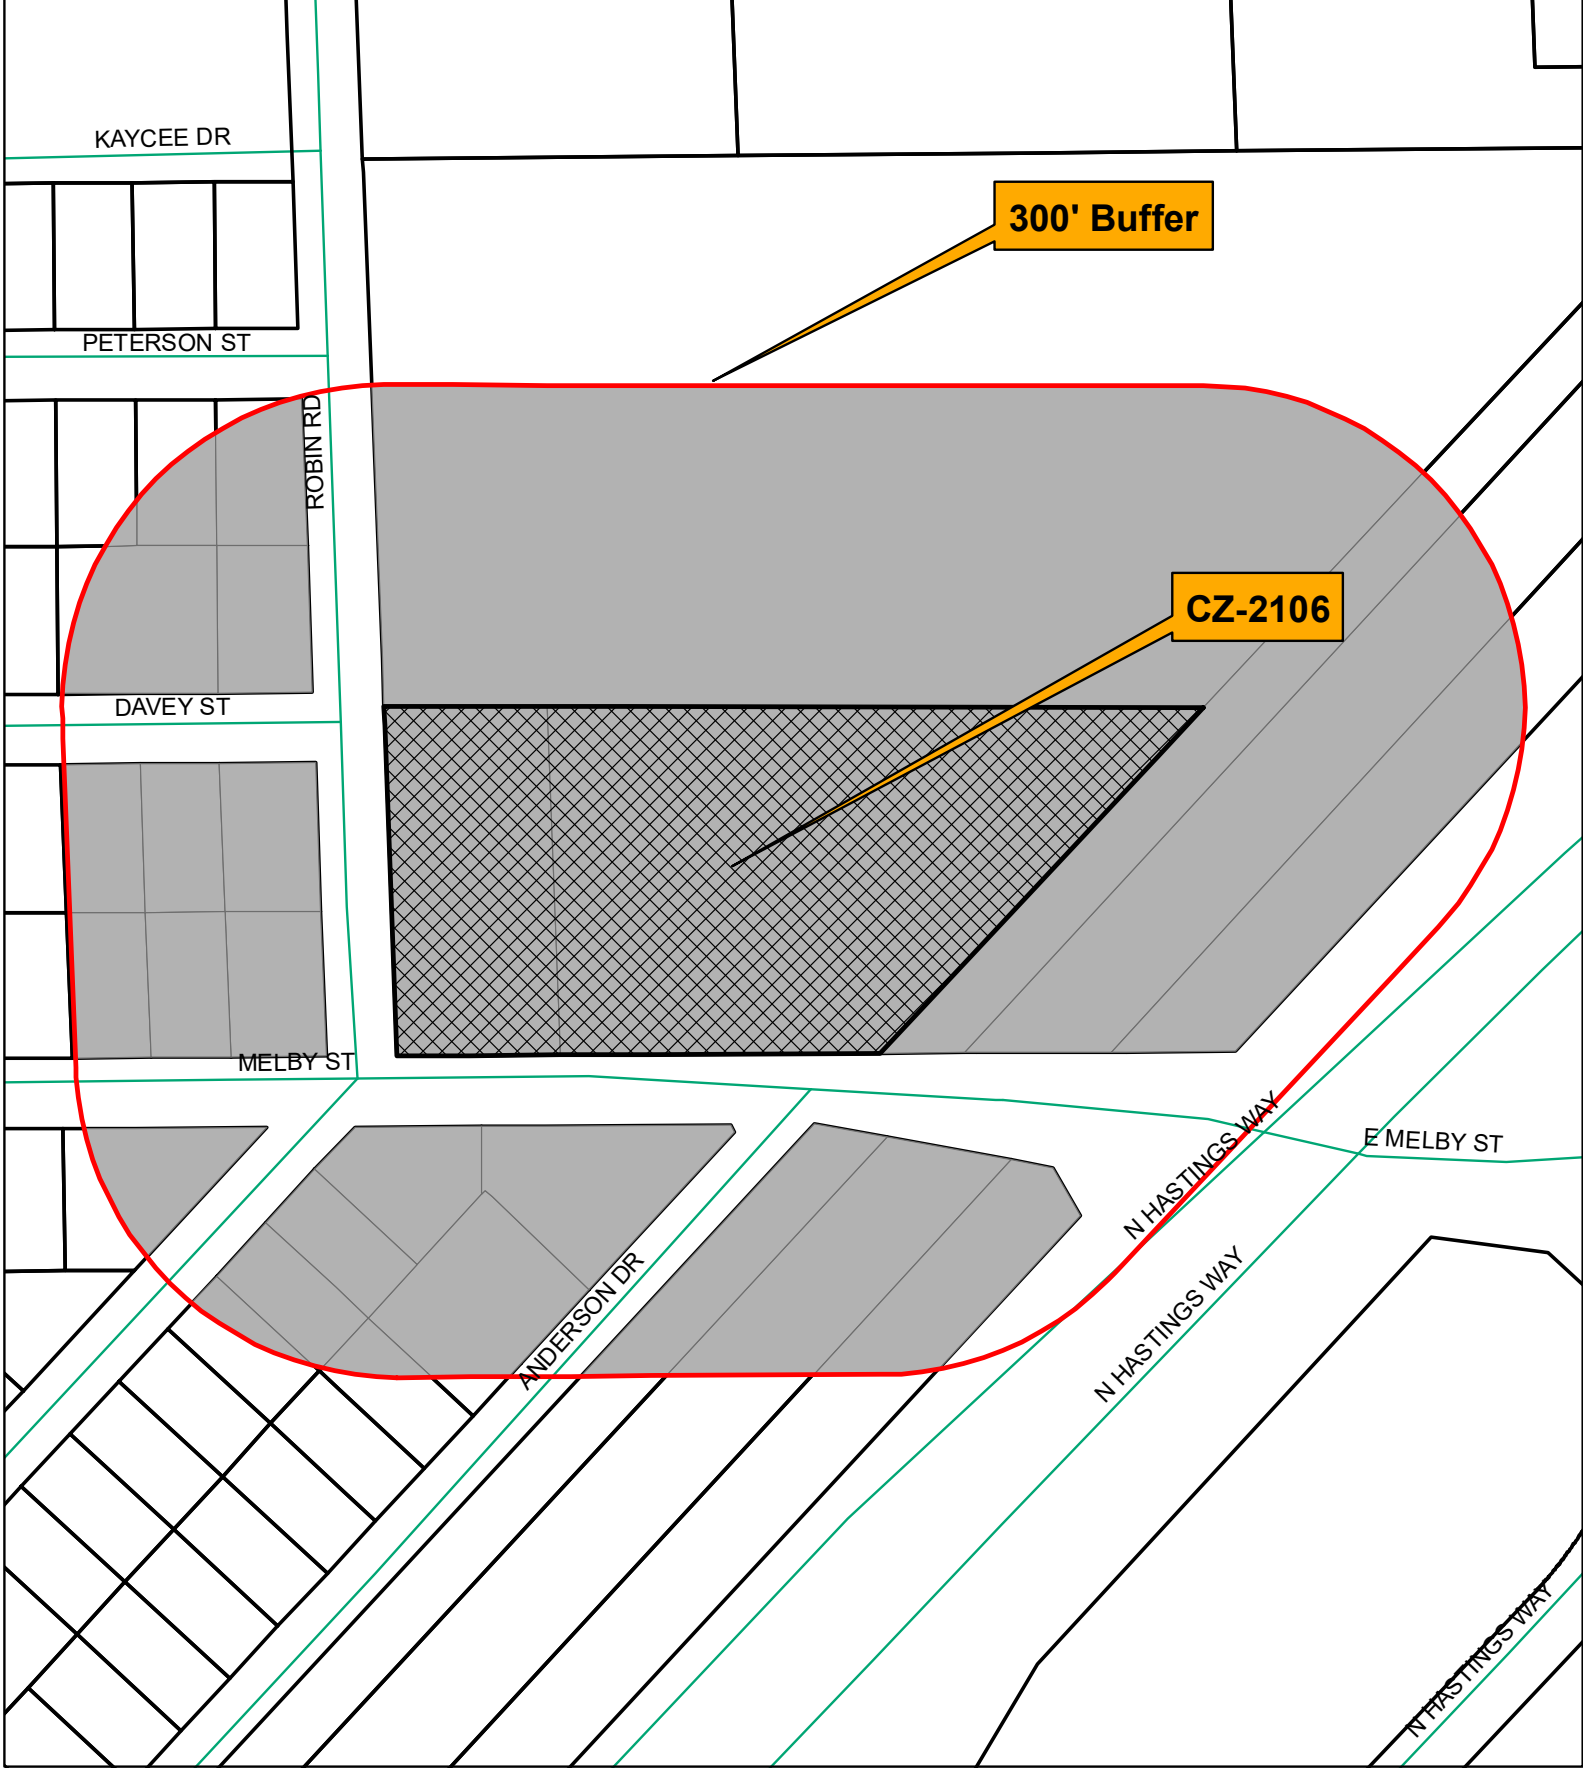 KAYCEE DR
300' Buffer
PETERSON ST
ROBIN RD
CZ-2106
DAVEY ST
MELBY ST
N HASTINGS WAY
E MELBY ST
ANDERSON DR
N HASTINGS WAY
N HASTINGS WAY